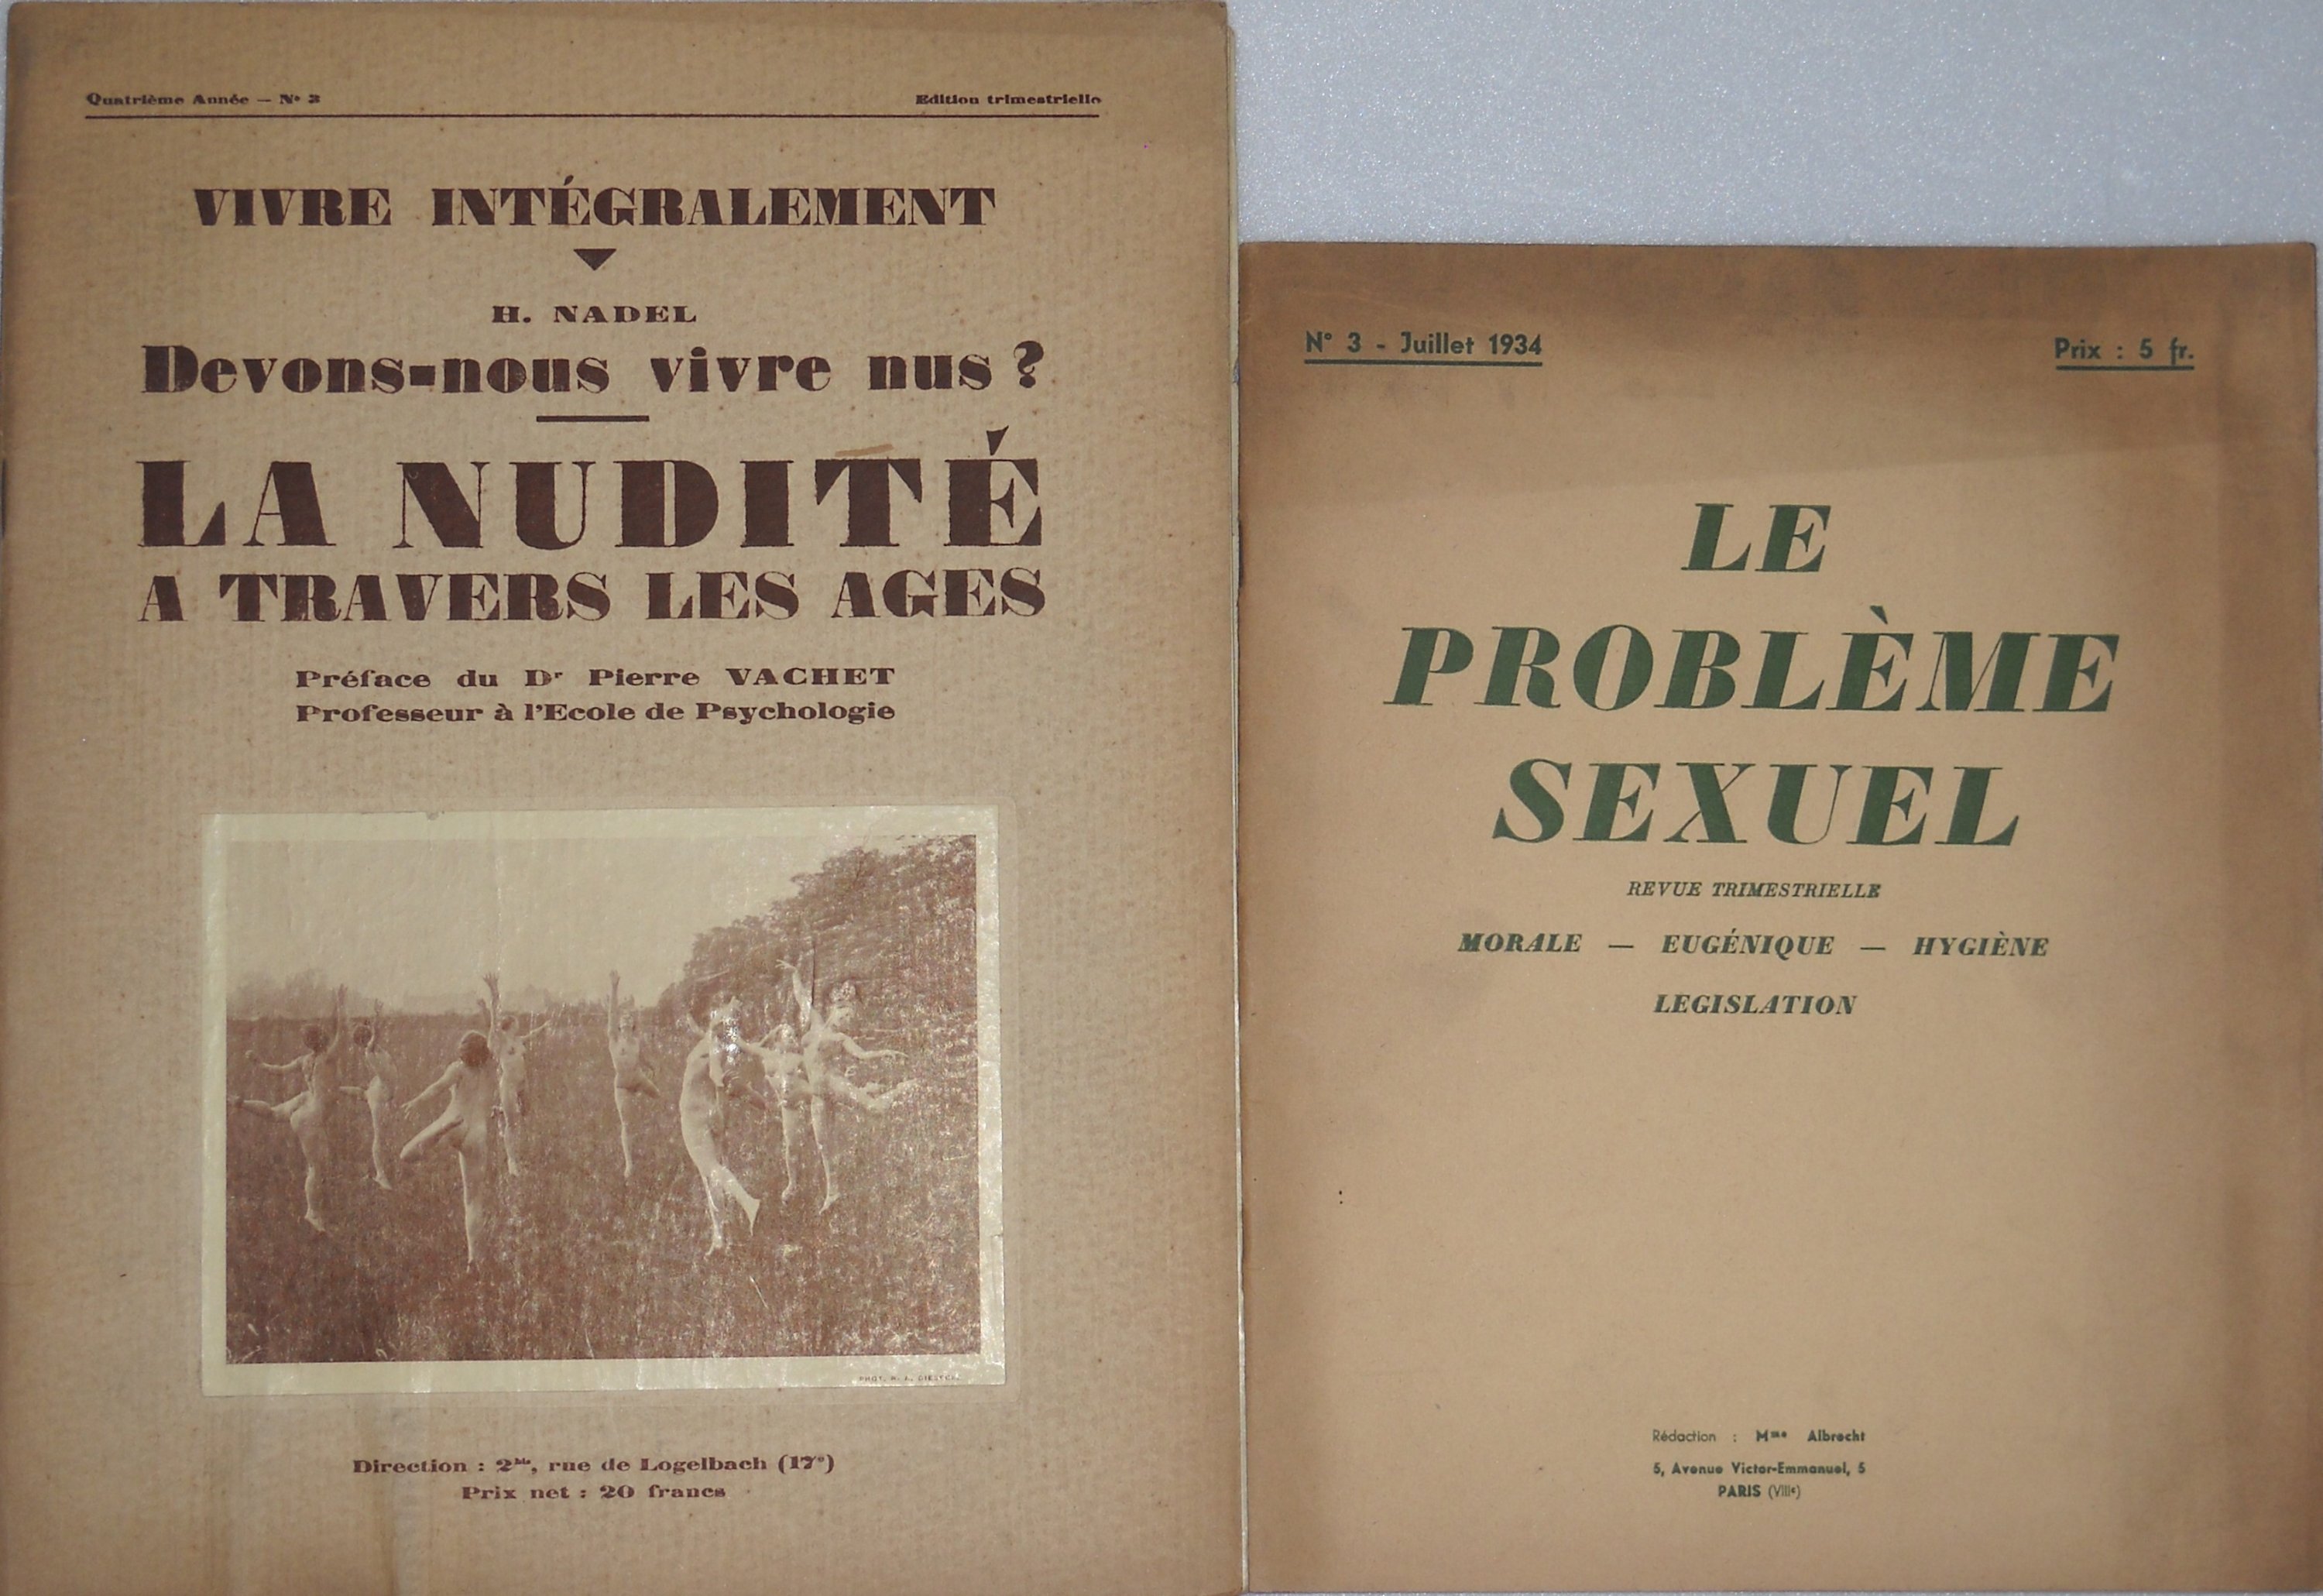 Quatrième Année — N° 3
Edition trimestrielle
VIVRE INTÉGRALEMENT
H. NADEL
Devons-nous vivre nus ?
LA NUDITÉ
A TRAVERS LES AGES
Préface du Dr Pierre VACHET
Professeur à l'Ecole de Psychologie
PHOT. R. A.
Direction : 2bis, rue de Logelbach (17e)
Prix net : 20 francs
N° 3 - Juillet 1934
Prix : 5 fr.
LE
PROBLÈME
SEXUEL
REVUE TRIMESTRIELLE
MORALE — EUGÉNIQUE — HYGIÈNE
LEGISLATION
Rédaction : Mme Albrecht
5, Avenue Victor-Emmanuel, 5
PARIS (VIIIe)